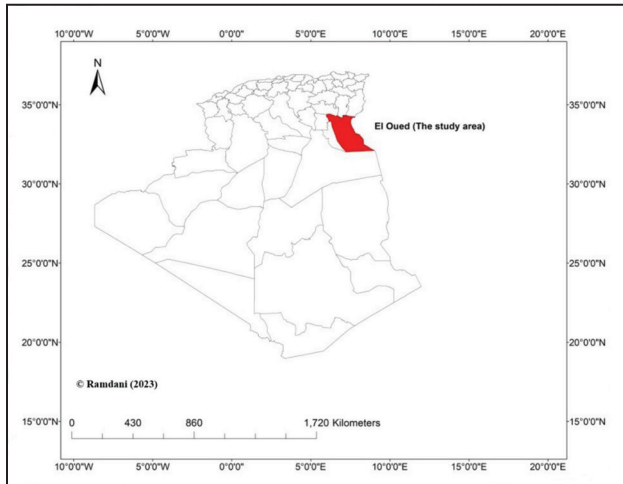 10°0'0"W 5°0'0"W 0°0'0"E 5°0'0"E 10°0'0"E 15°0'0"E 20°0'0"E
N
35°0'0"N 35°0'0"N
El Oued (The study area)
30°0'0"N 30°0'0"N
25°0'0"N 25°0'0"N
20°0'0"N 20°0'0"N
© Ramdani (2023)
15°0'0"N 15°0'0"N
0 430 860 1,720 Kilometers
10°0'0"W 5°0'0"W 0°0'0"E 5°0'0"E 10°0'0"E 15°0'0"E 20°0'0"E